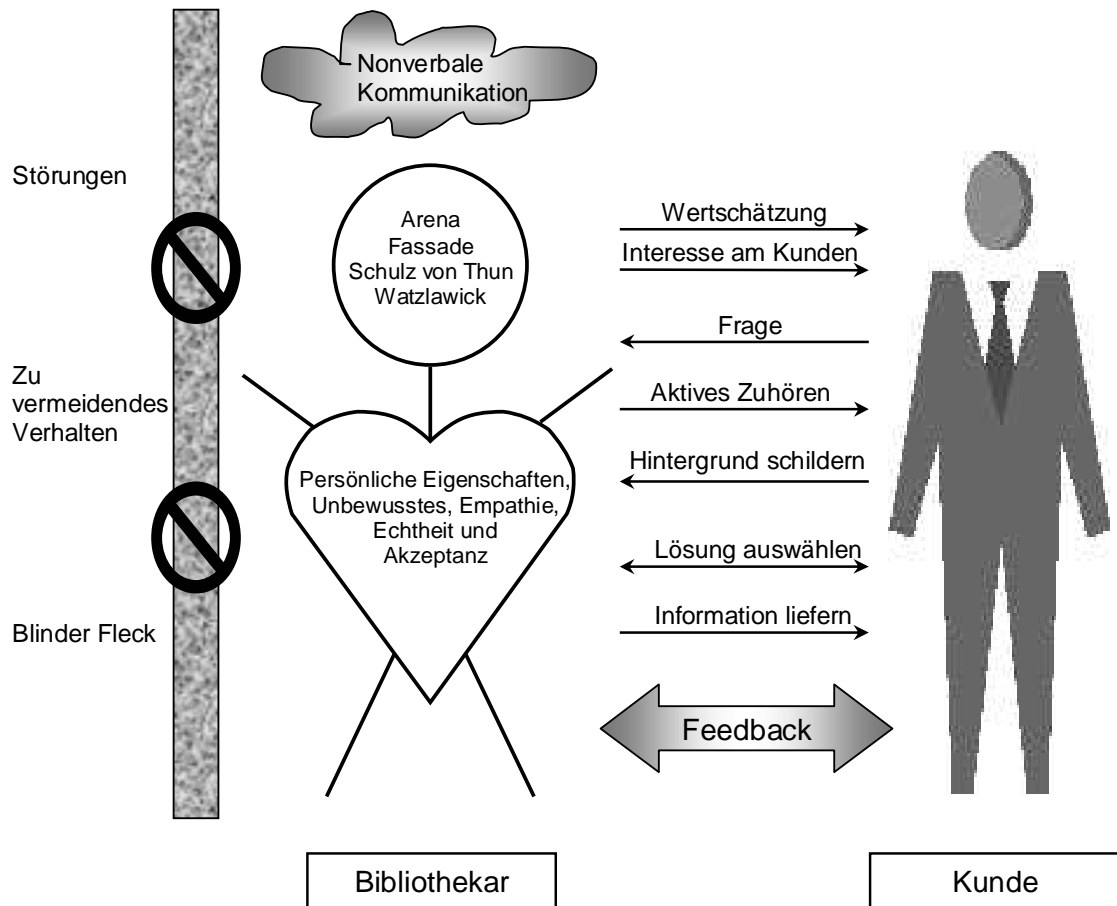 Nonverbale
Kommunikation
Störungen
Zu
vermeidendes
Verhalten
Blinder Fleck
Arena
Fassade
Schulz von Thun
Watzlawick
Persönliche Eigenschaften,
Unbewusstes, Empathie,
Echtheit und
Akzeptanz
Wertschätzung
Interesse am Kunden
Frage
Aktives Zuhören
Hintergrund schildern
Lösung auswählen
Information liefern
Feedback
Bibliothekar
Kunde